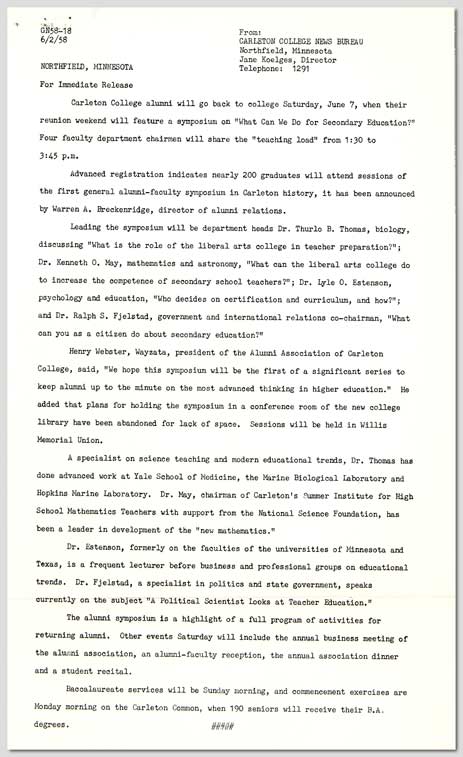 GN58-18
6/2/58
From:
CARLETON COLLEGE NEWS BUREAU
Northfield, Minnesota
Jane Koelges, Director
Telephone: 1291
NORTHFIELD, MINNESOTA
For Immediate Release
Carleton College alumni will go back to college Saturday, June 7, when their
reunion weekend will feature a symposium on "What Can We Do for Secondary Education?"
Four faculty department chairmen will share the "teaching load" from 1:30 to
3:45 p.m.
Advanced registration indicates nearly 200 graduates will attend sessions of
the first general alumni-faculty symposium in Carleton history, it has been announced
by Warren A. Breckenridge, director of alumni relations.
Leading the symposium will be department heads Dr. Thurlo B. Thomas, biology,
discussing "What is the role of the liberal arts college in teacher preparation?";
Dr. Kenneth O. May, mathematics and astronomy, "What can the liberal arts college do
to increase the competence of secondary school teachers?"; Dr. Lyle O. Estenson,
psychology and education, "Who decides on certification and curriculum, and how?";
and Dr. Ralph S. Fjelstad, government and international relations co-chairman, "What
can you as a citizen do about secondary education?"
Henry Webster, Wayzata, president of the Alumni Association of Carleton
College, said, "We hope this symposium will be the first of a significant series to
keep alumni up to the minute on the most advanced thinking in higher education." He
added that plans for holding the symposium in a conference room of the new college
library have been abandoned for lack of space. Sessions will be held in Willis
Memorial Union.
A specialist on science teaching and modern educational trends, Dr. Thomas has
done advanced work at Yale School of Medicine, the Marine Biological Laboratory and
Hopkins Marine Laboratory. Dr. May, chairman of Carleton's Summer Institute for High
School Mathematics Teachers with support from the National Science Foundation, has
been a leader in development of the "new mathematics."
Dr. Estenson, formerly on the faculties of the universities of Minnesota and
Texas, is a frequent lecturer before business and professional groups on educational
trends. Dr. Fjelstad, a specialist in politics and state government, speaks
currently on the subject "A Political Scientist Looks at Teacher Education."
The alumni symposium is a highlight of a full program of activities for
returning alumni. Other events Saturday will include the annual business meeting of
the alumni association, an alumni-faculty reception, the annual association dinner
and a student recital.
Baccalaureate services will be Sunday morning, and commencement exercises are
Monday morning on the Carleton Common, when 190 seniors will receive their B.A.
degrees.
#####